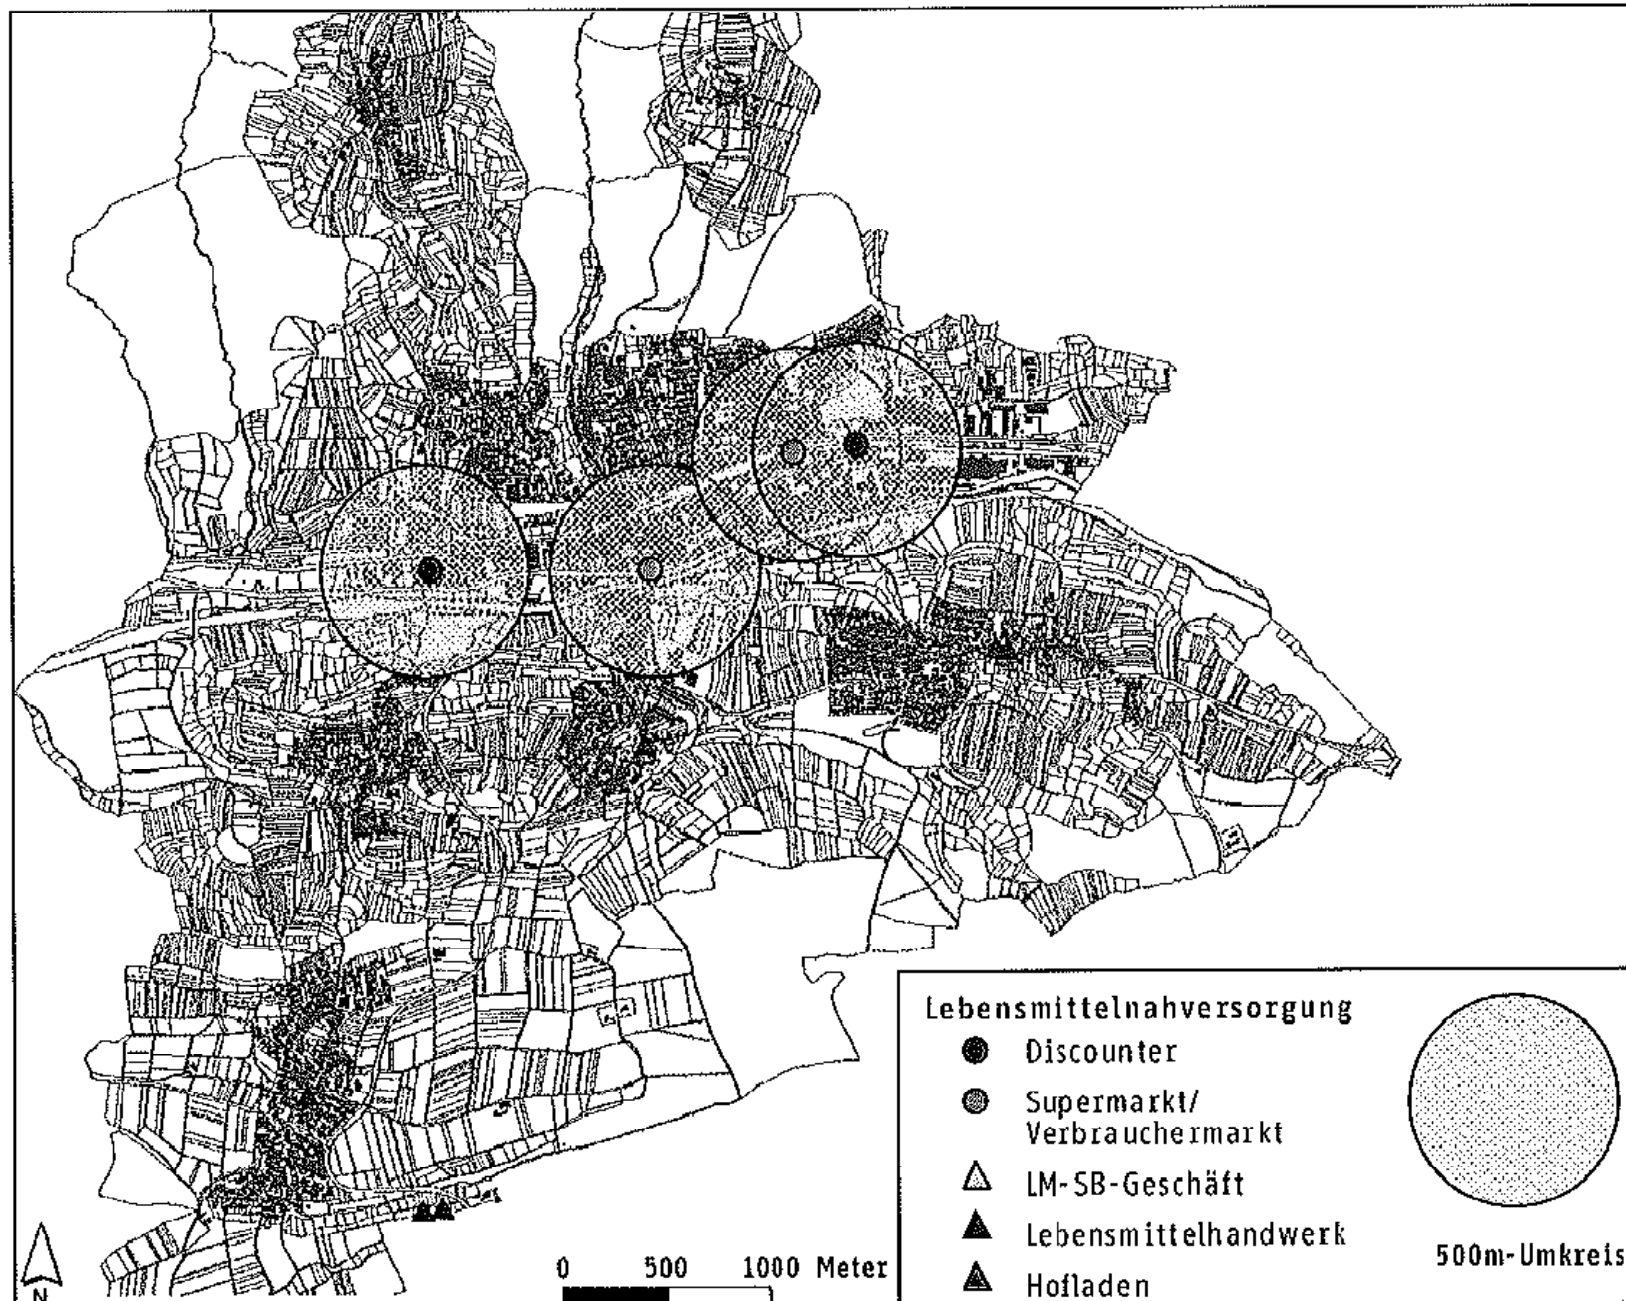 Lebensmittelnahversorgung
Discounter
Supermarkt/
Verbrauchermarkt
LM-SB-Geschäft
Lebensmittelhandwerk
Hofladen
500m-Umkreis
0 500 1000 Meter
N